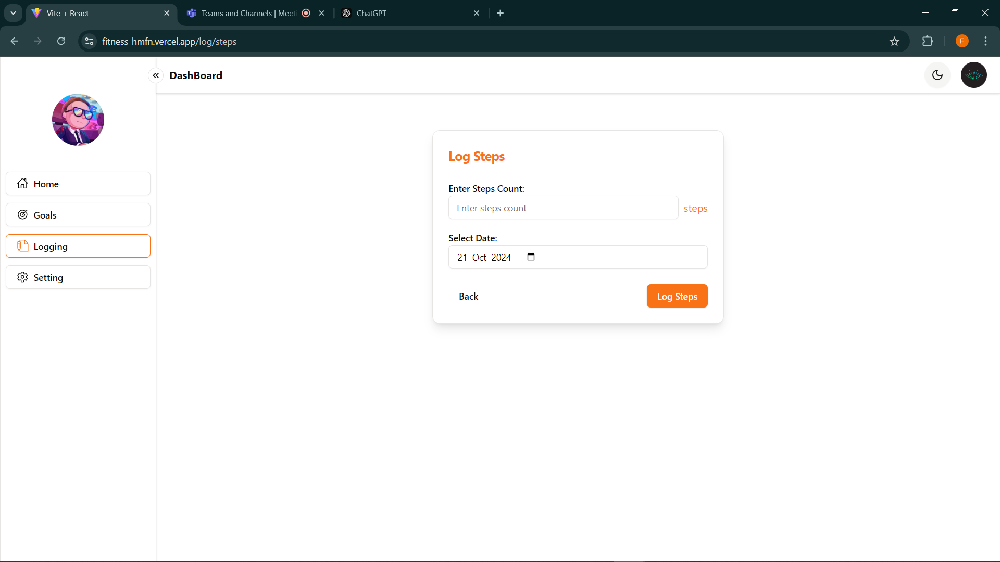 Vite + React
Teams and Channels | Meet
ChatGPT
fitness-hmfn.vercel.app/log/steps
F
DashBoard
Home
Goals
Logging
Setting
Log Steps
Enter Steps Count:
Enter steps count
steps
Select Date:
21-Oct-2024
Back
Log Steps